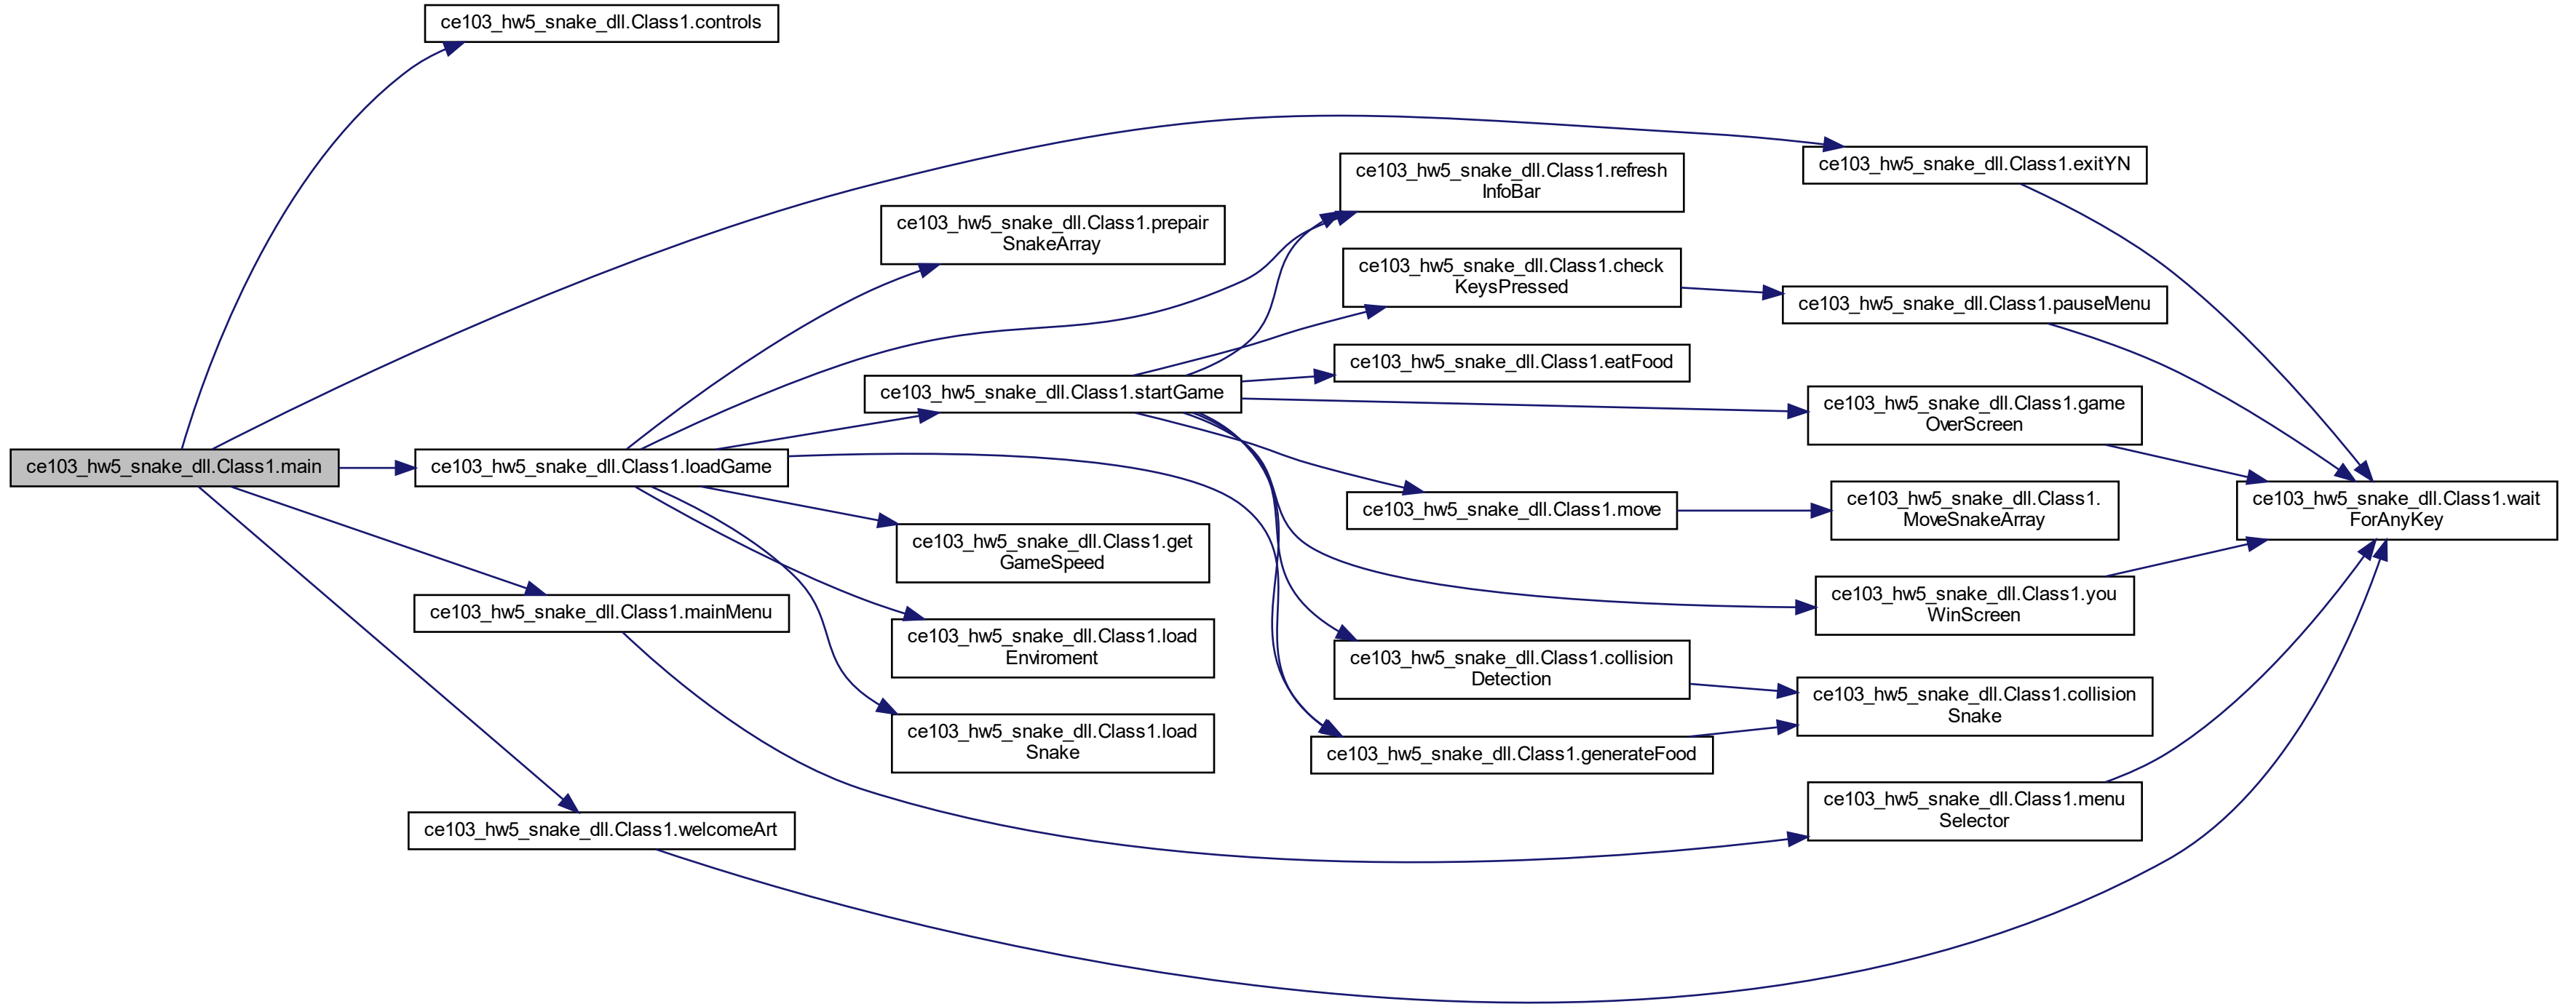 ce103_hw5_snake_dll.Class1.controls
ce103_hw5_snake_dll.Class1.exitYN
ce103_hw5_snake_dll.Class1.refresh
InfoBar
ce103_hw5_snake_dll.Class1.prepair
SnakeArray
ce103_hw5_snake_dll.Class1.check
KeysPressed
ce103_hw5_snake_dll.Class1.pauseMenu
ce103_hw5_snake_dll.Class1.eatFood
ce103_hw5_snake_dll.Class1.startGame
ce103_hw5_snake_dll.Class1.game
OverScreen
ce103_hw5_snake_dll.Class1.main
ce103_hw5_snake_dll.Class1.loadGame
ce103_hw5_snake_dll.Class1.move
ce103_hw5_snake_dll.Class1.
MoveSnakeArray
ce103_hw5_snake_dll.Class1.wait
ForAnyKey
ce103_hw5_snake_dll.Class1.get
GameSpeed
ce103_hw5_snake_dll.Class1.mainMenu
ce103_hw5_snake_dll.Class1.you
WinScreen
ce103_hw5_snake_dll.Class1.load
Enviroment
ce103_hw5_snake_dll.Class1.collision
Detection
ce103_hw5_snake_dll.Class1.collision
Snake
ce103_hw5_snake_dll.Class1.load
Snake
ce103_hw5_snake_dll.Class1.generateFood
ce103_hw5_snake_dll.Class1.menu
Selector
ce103_hw5_snake_dll.Class1.welcomeArt